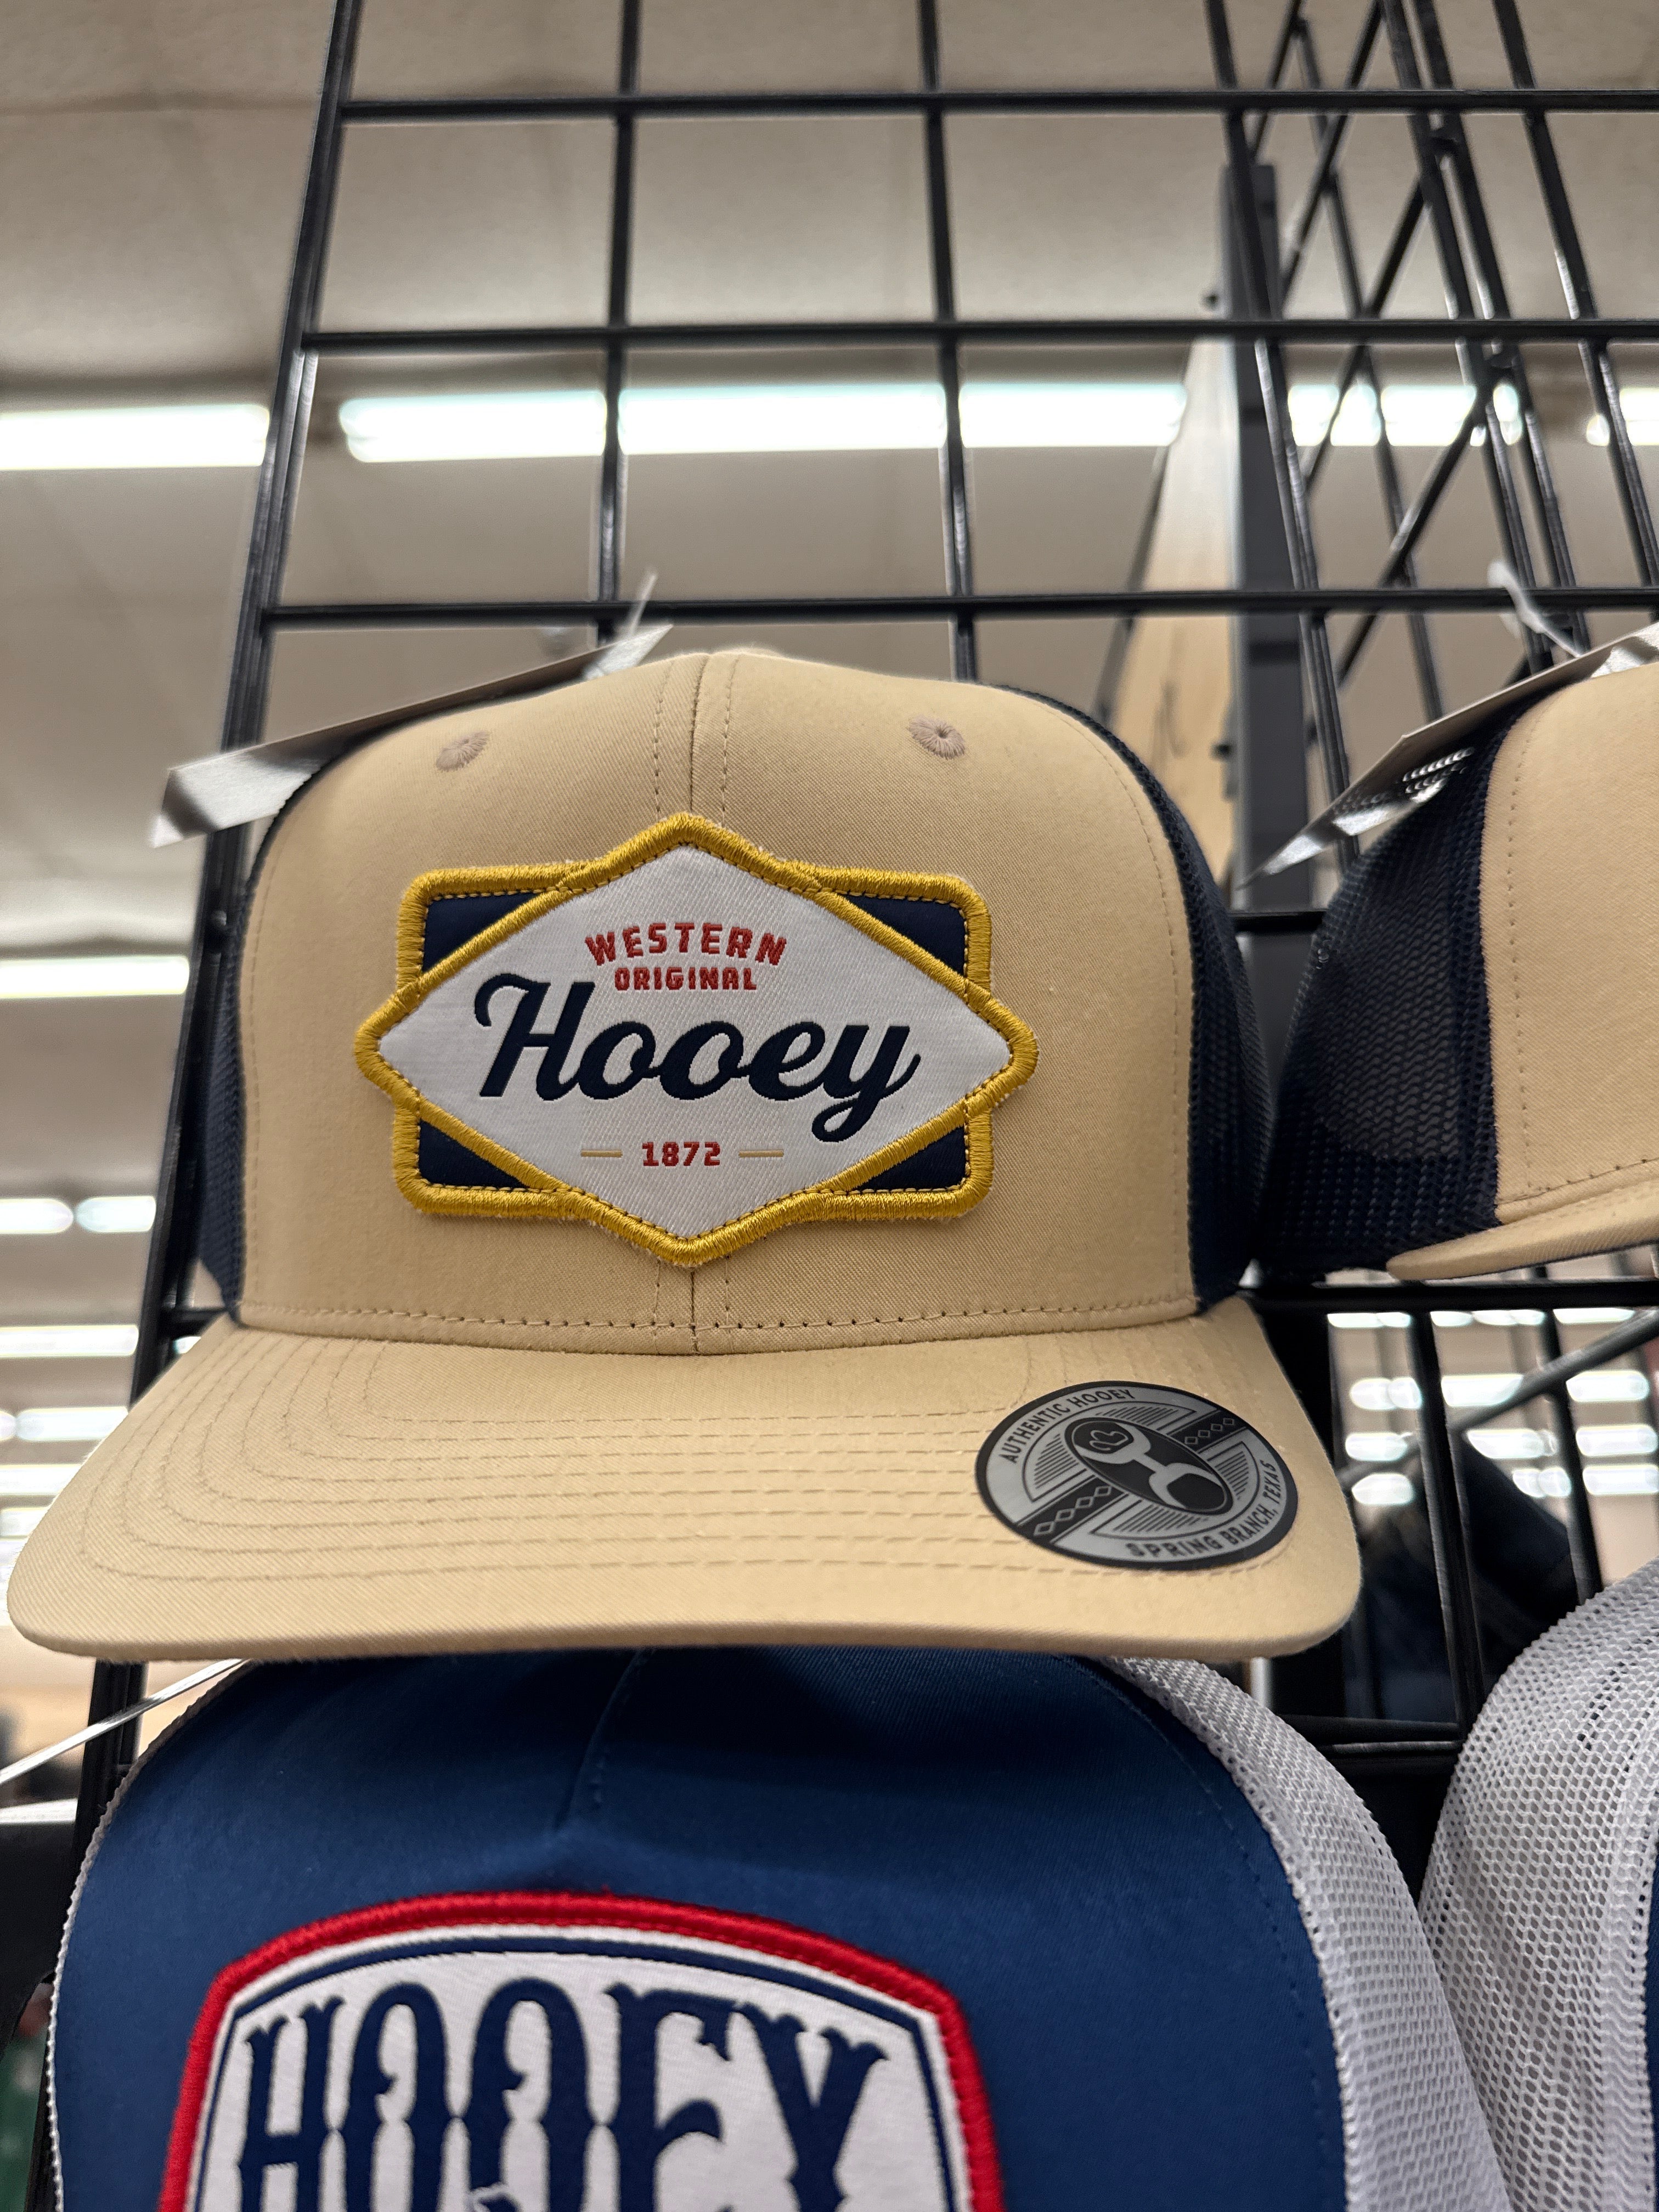 WESTERN
ORIGINAL
Hooey
1872
AUTHENTIC HOOEY
SPRING BRANCH, TEXAS
HOOEY